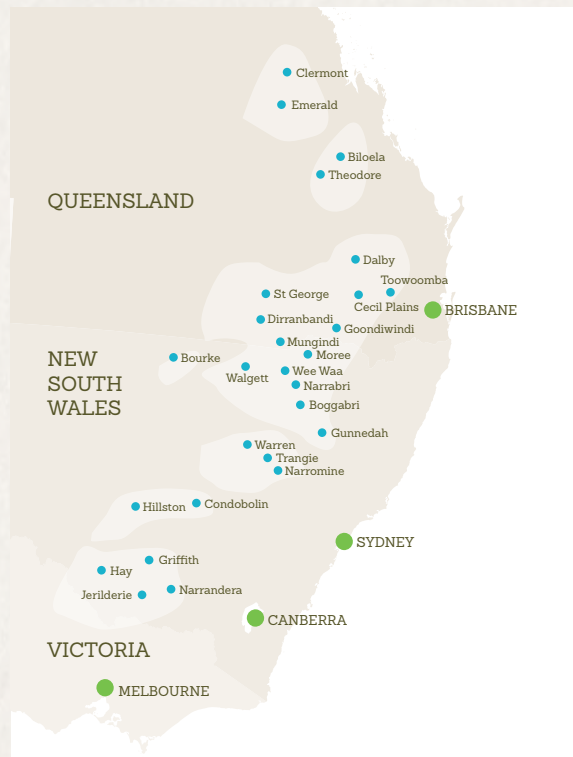 Clermont
Emerald
Biloela
Theodore
QUEENSLAND
Dalby
Toowoomba
St George
Cecil Plains
BRISBANE
Dirranbandi
Goondiwindi
Mungindi
NEW
SOUTH
WALES
Bourke
Moree
Walgett
Wee Waa
Narrabri
Boggabri
Gunnedah
Warren
Trangie
Narromine
Hillston
Condobolin
SYDNEY
Griffith
Hay
Jerilderie
Narrandera
CANBERRA
VICTORIA
MELBOURNE